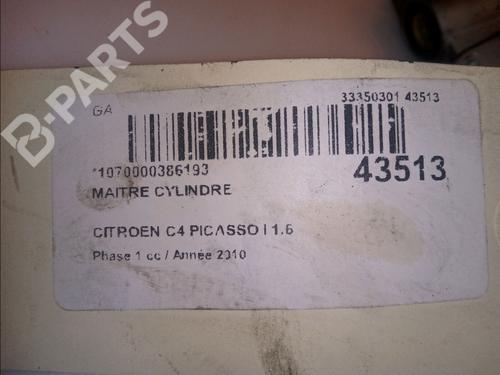 B-PARTS
GA
33350301 43513
*1070000386193
43513
MAITRE CYLINDRE
CITROEN C4 PICASSO I 1.6
Phase 1 cc / Année 2010